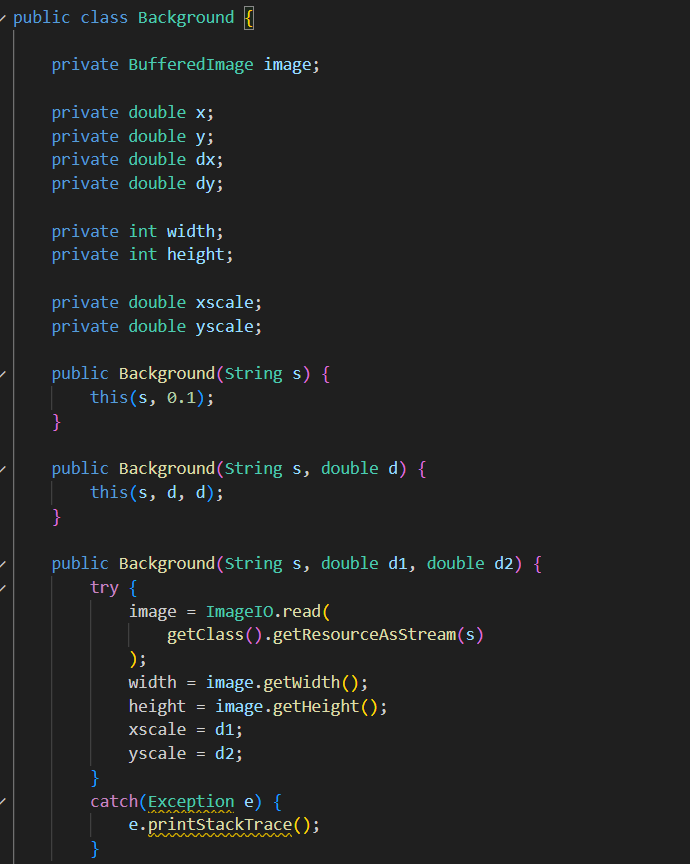 public class Background {
private BufferedImage image;
private double x;
private double y;
private double dx;
private double dy;
private int width;
private int height;
private double xscale;
private double yscale;
public Background(String s) {
this(s, 0.1);
}
public Background(String s, double d) {
this(s, d, d);
}
public Background(String s, double d1, double d2) {
try {
image = ImageIO.read(
getClass().getResourceAsStream(s)
);
width = image.getWidth();
height = image.getHeight();
xscale = d1;
yscale = d2;
}
catch(Exception e) {
e.printStackTrace();
}